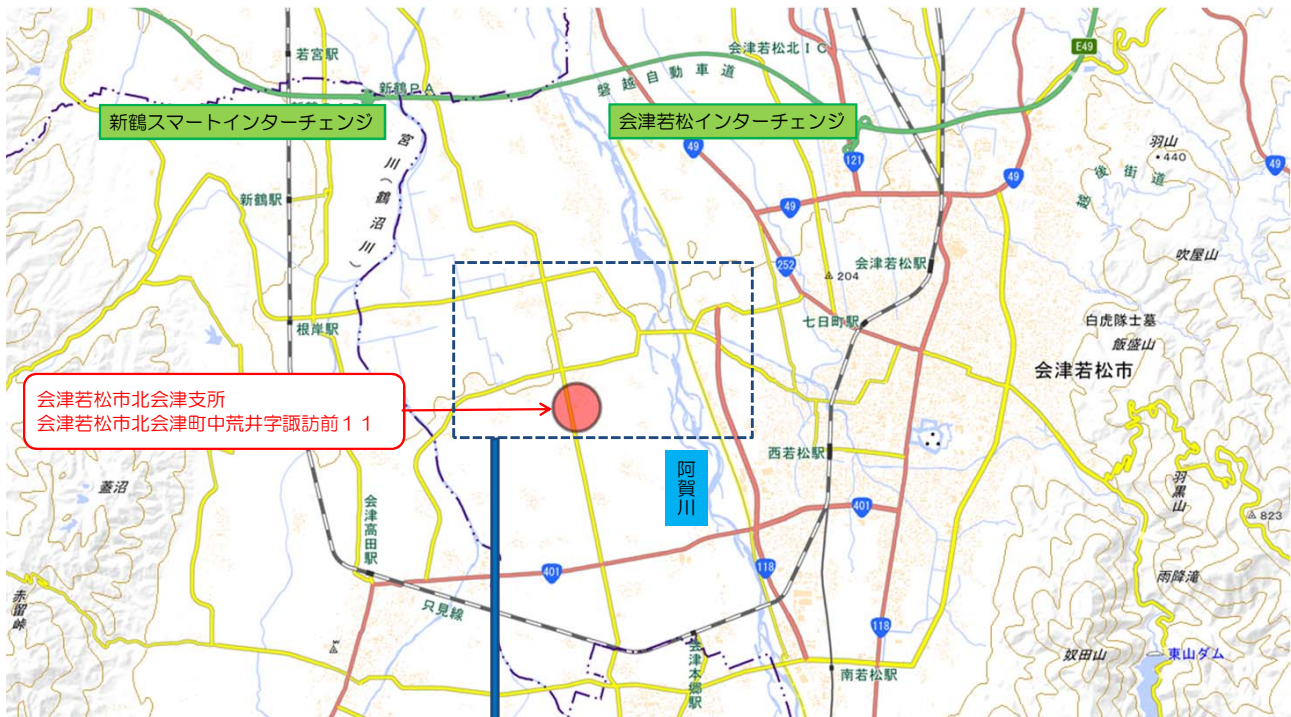 若宮駅
新鶴PA
会津若松北IC
磐越自動車道
E49
新鶴スマートインターチェンジ
会津若松インターチェンジ
49
121
49
49
49
羽山
・440
越後街道
宮川(鶴沼川)
新鶴駅
252
204
会津若松駅
吹屋山
根岸駅
七日町駅
白虎隊士墓
飯盛山
会津若松市
会津若松市北会津支所
会津若松市北会津町中荒井字諏訪前11
西若松駅
阿賀川
蓋沼
羽黒山
823
401
会津高田駅
401
118
雨降滝
赤留峠
只見線
118
会津本郷駅
南若松駅
奴田山
東山ダム